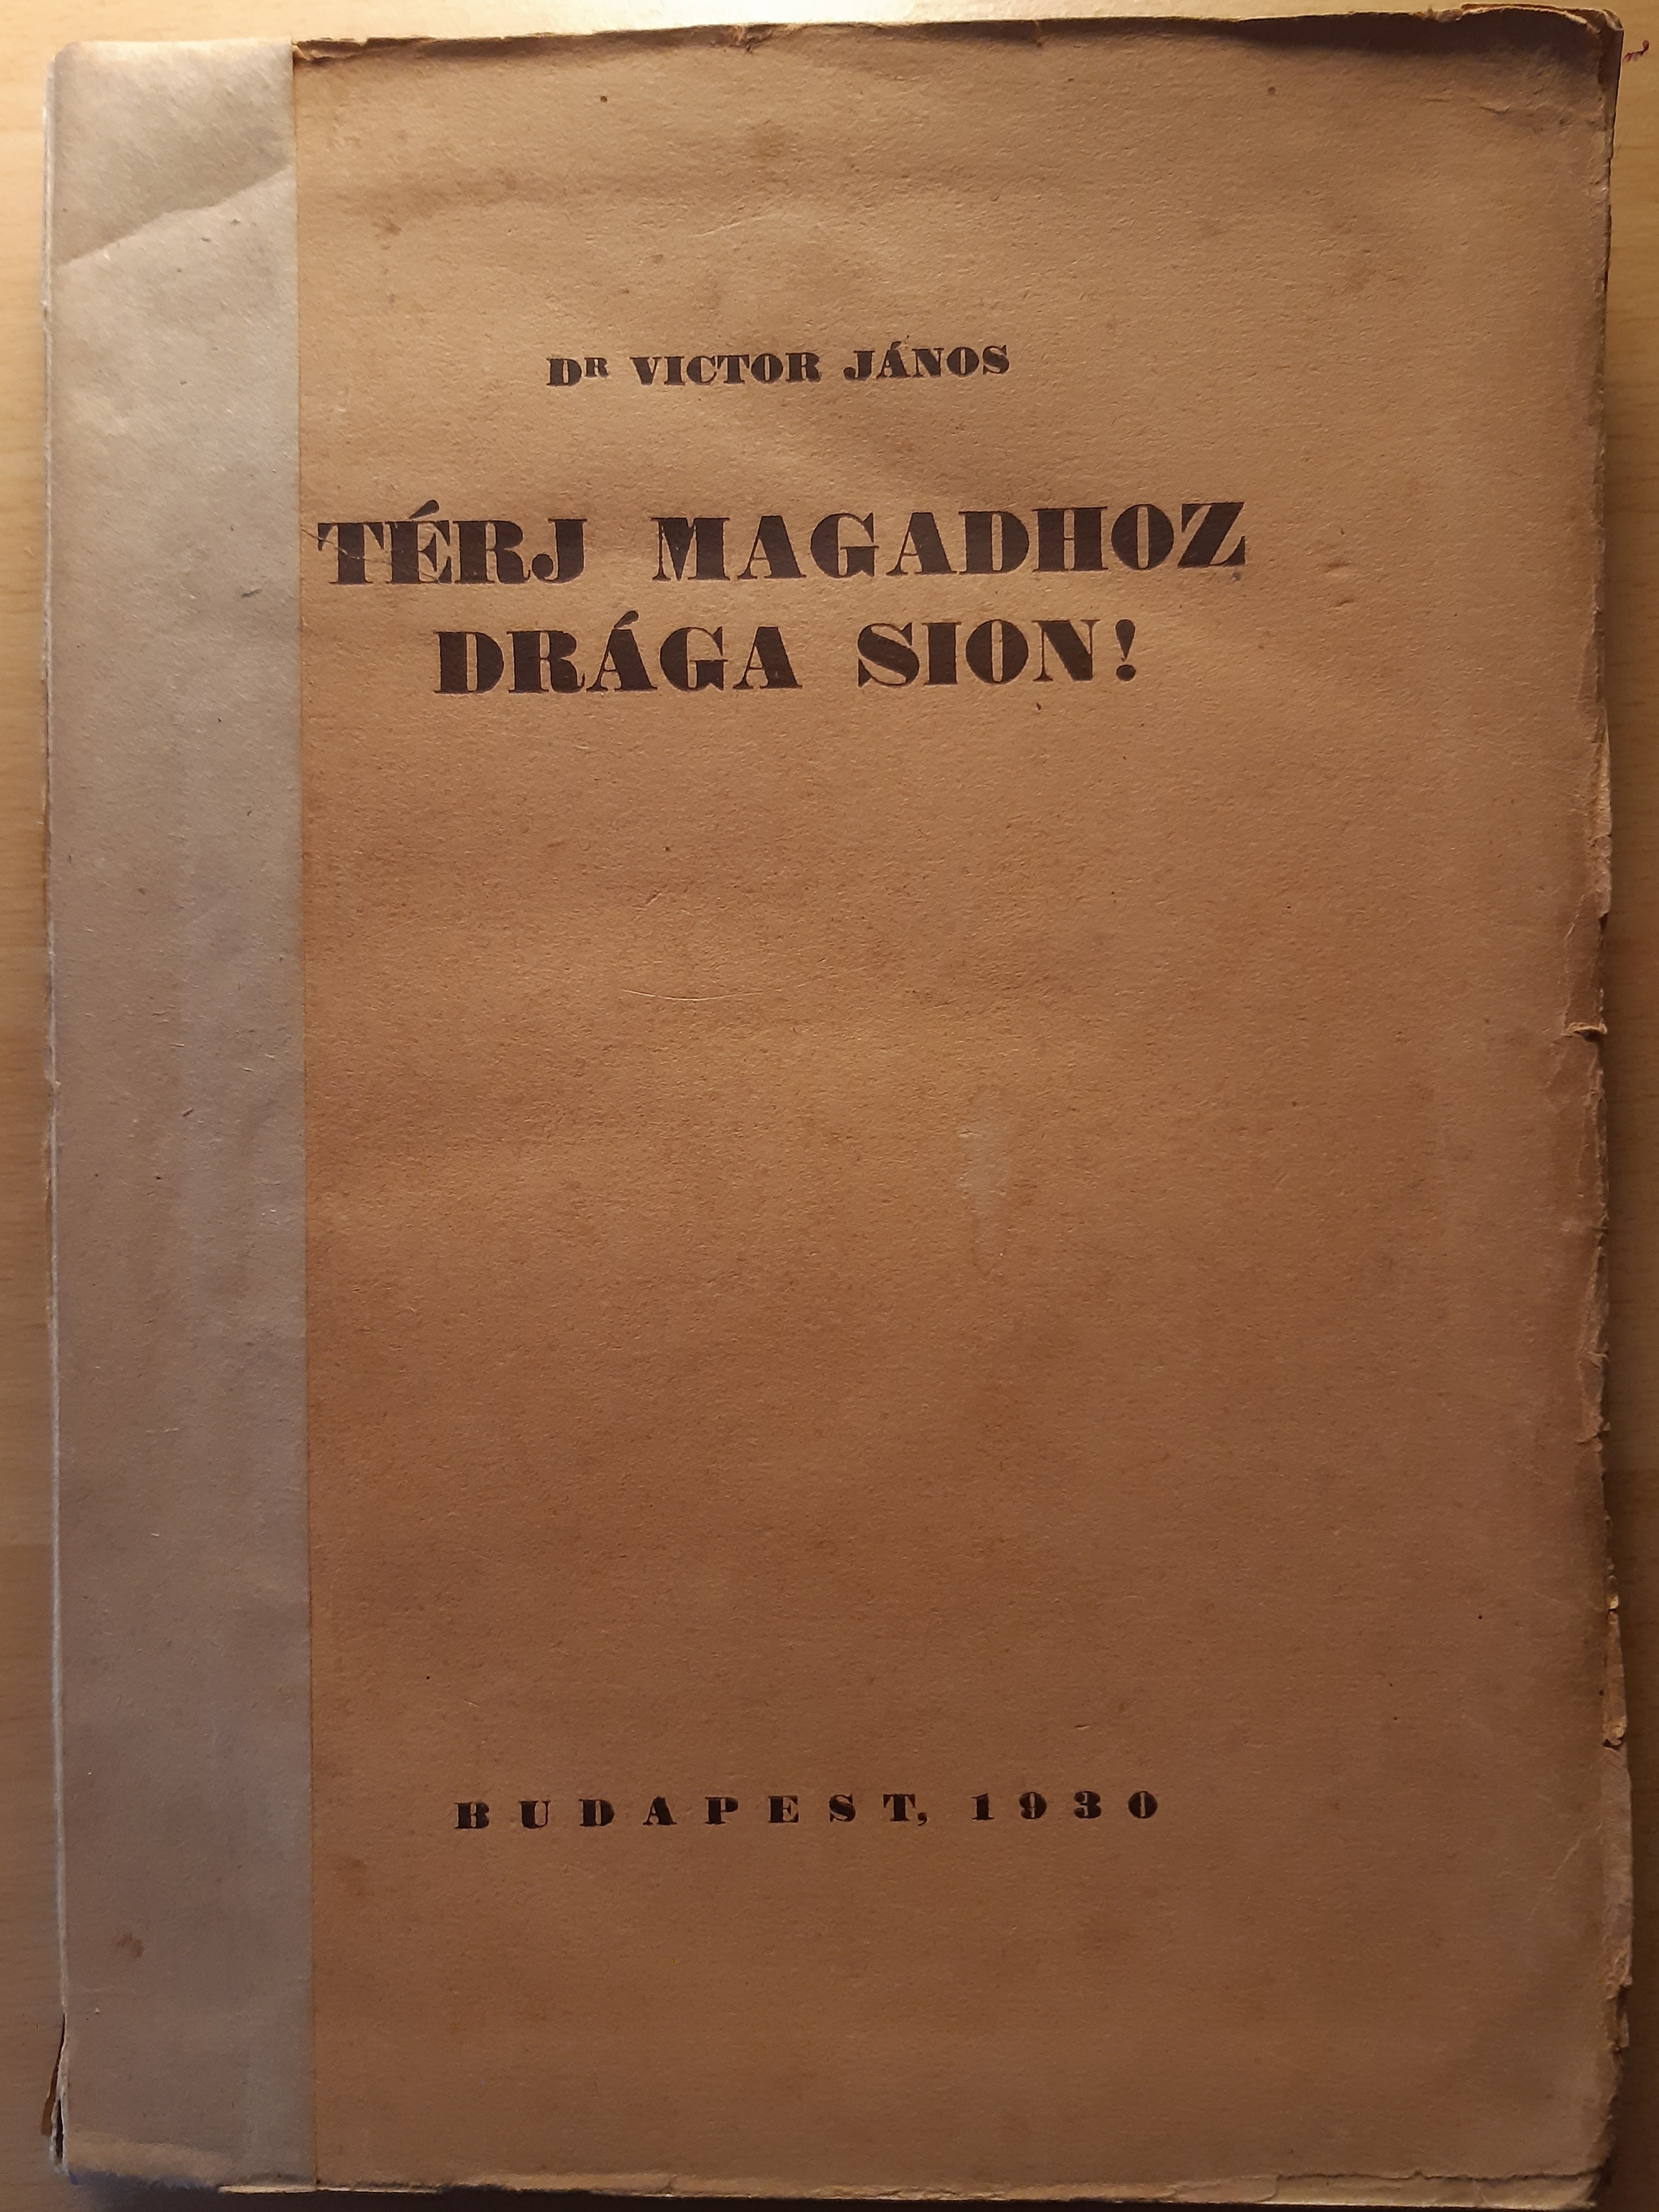 DR VICTOR JÁNOS
TÉRJ MAGADHOZ
DRÁGA SION!
BUDAPEST, 1930